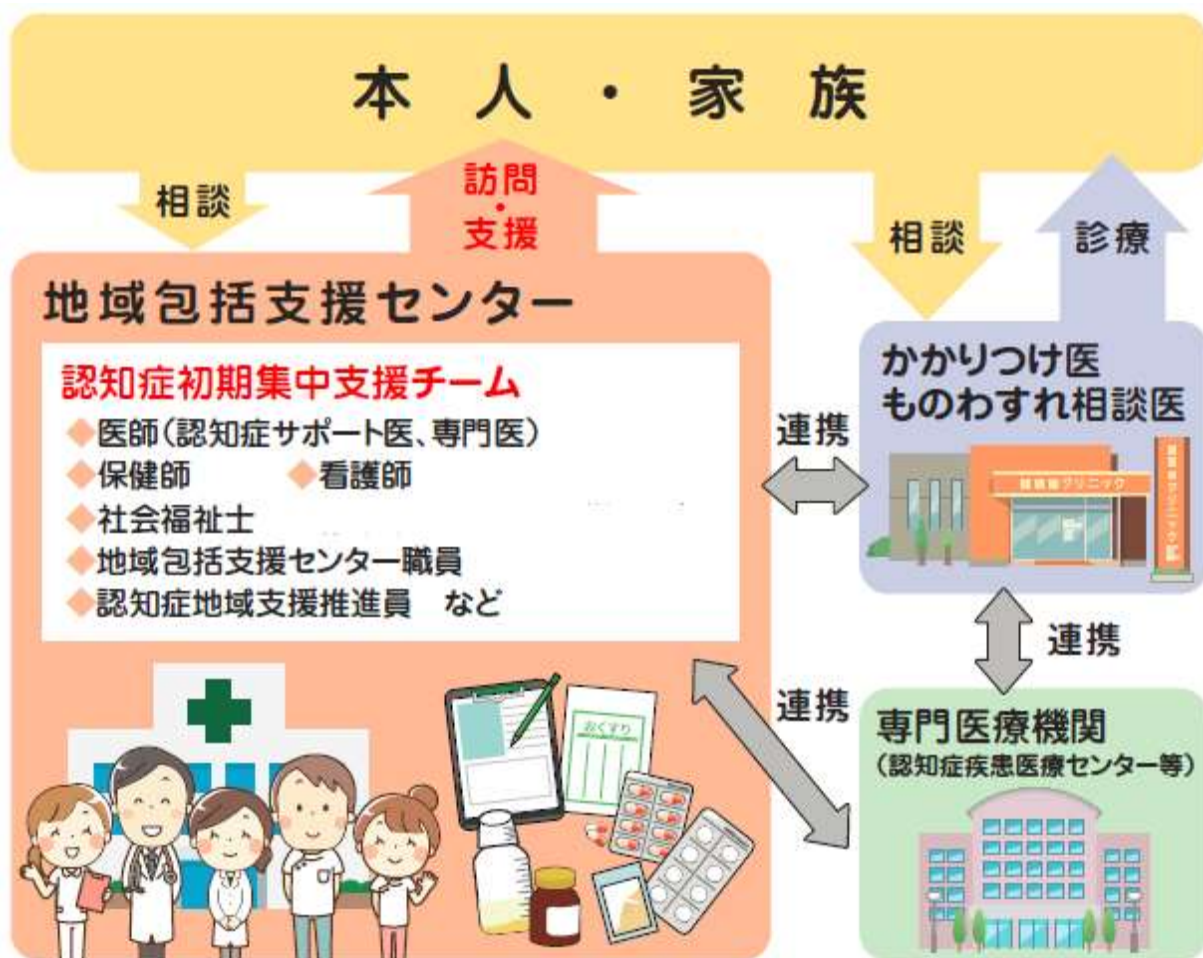 本人・家族
相談
訪問・支援
相談
診療
地域包括支援センター
認知症初期集中支援チーム
◆医師(認知症サポート医、専門医)
◆保健師 ◆看護師
◆社会福祉士
◆地域包括支援センター職員
◆認知症地域支援推進員 など
連携
かかりつけ医
ものわすれ相談医
連携
連携
専門医療機関
(認知症疾患医療センター等)
おくすり